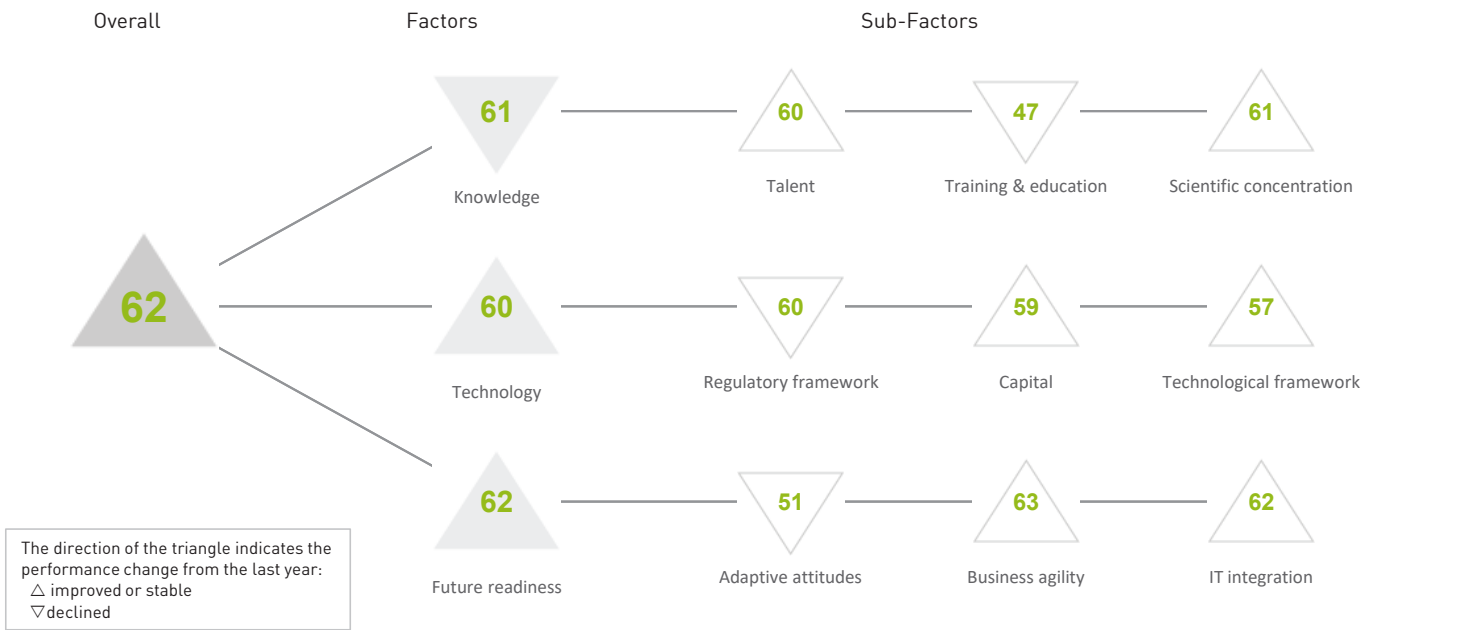 Overall Factors Sub-Factors
61 60 47 61
Knowledge Talent Training & education Scientific concentration
62 60 60 59 57
Technology Regulatory framework Capital Technological framework
62 51 63 62
Future readiness Adaptive attitudes Business agility IT integration
The direction of the triangle indicates the
performance change from the last year:
△ improved or stable
▽declined